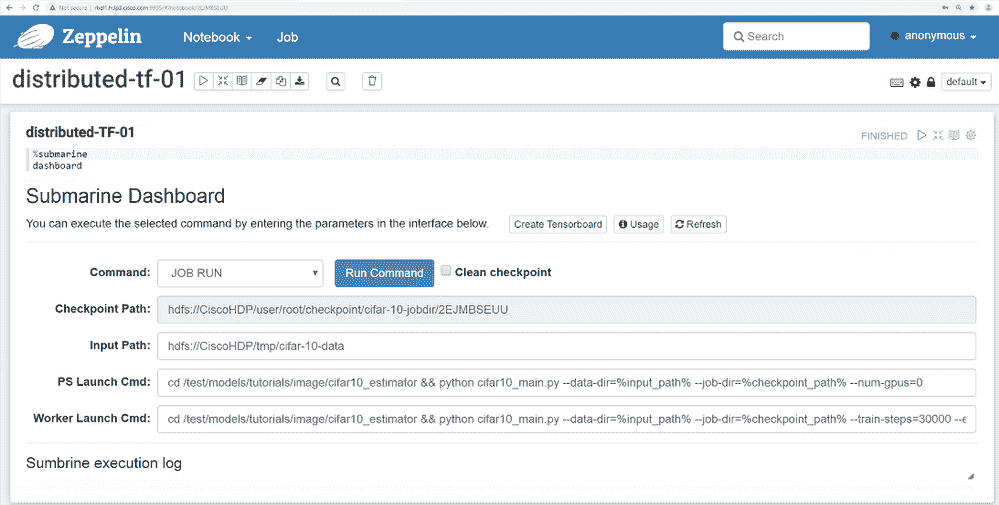 Not secure | rhel1.hdp3.cisco.com:9995/#/notebook/2EJMBSEUU
Zeppelin Notebook Job Search anonymous
distributed-tf-01 default
distributed-TF-01 FINISHED
%submarine
dashboard
Submarine Dashboard
You can execute the selected command by entering the parameters in the interface below. Create Tensorboard Usage Refresh
Command: JOB RUN Run Command Clean checkpoint
Checkpoint Path: hdfs://CiscoHDP/user/root/checkpoint/cifar-10-jobdir/2EJMBSEUU
Input Path: hdfs://CiscoHDP/tmp/cifar-10-data
PS Launch Cmd: cd /test/models/tutorials/image/cifar10_estimator && python cifar10_main.py --data-dir=%input_path% --job-dir=%checkpoint_path% --num-gpus=0
Worker Launch Cmd: cd /test/models/tutorials/image/cifar10_estimator && python cifar10_main.py --data-dir=%input_path% --job-dir=%checkpoint_path% --train-steps=30000 --e
Sumbrine execution log